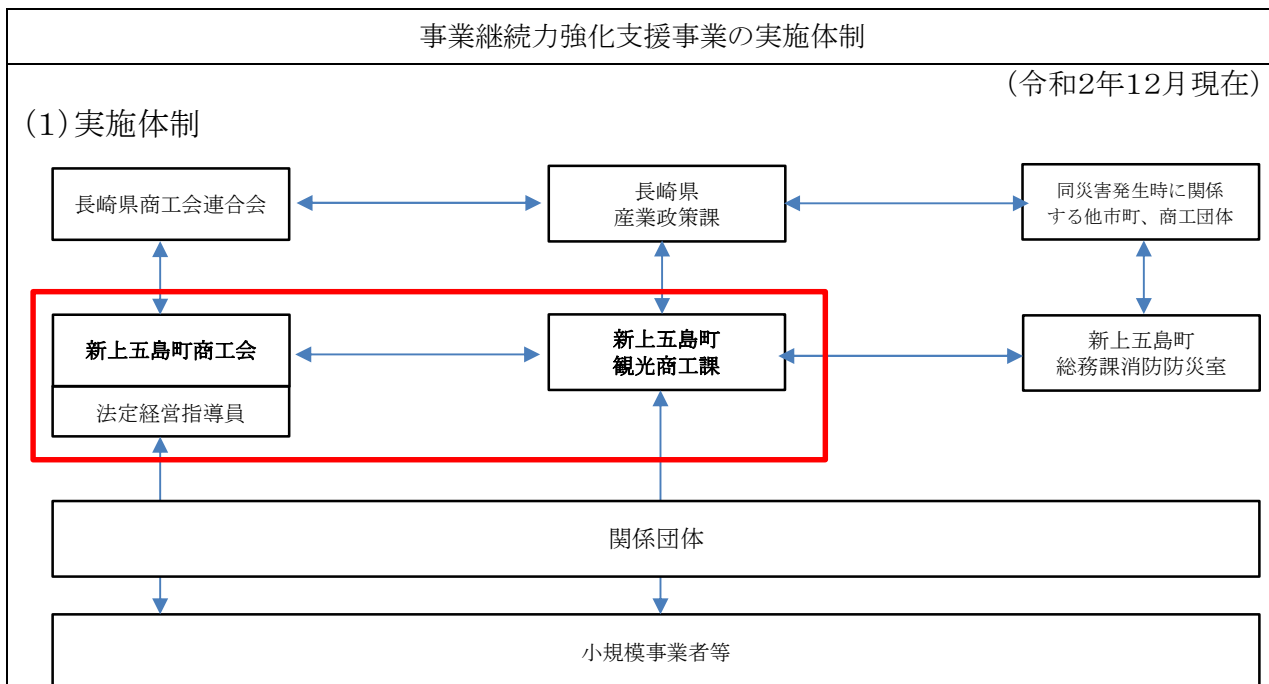 事業継続力強化支援事業の実施体制
(令和2年12月現在)
(1)実施体制
長崎県商工会連合会
長崎県
産業政策課
同災害発生時に関係
する他市町、商工団体
新上五島町商工会
法定経営指導員
新上五島町
観光商工課
新上五島町
総務課消防防災室
関係団体
小規模事業者等